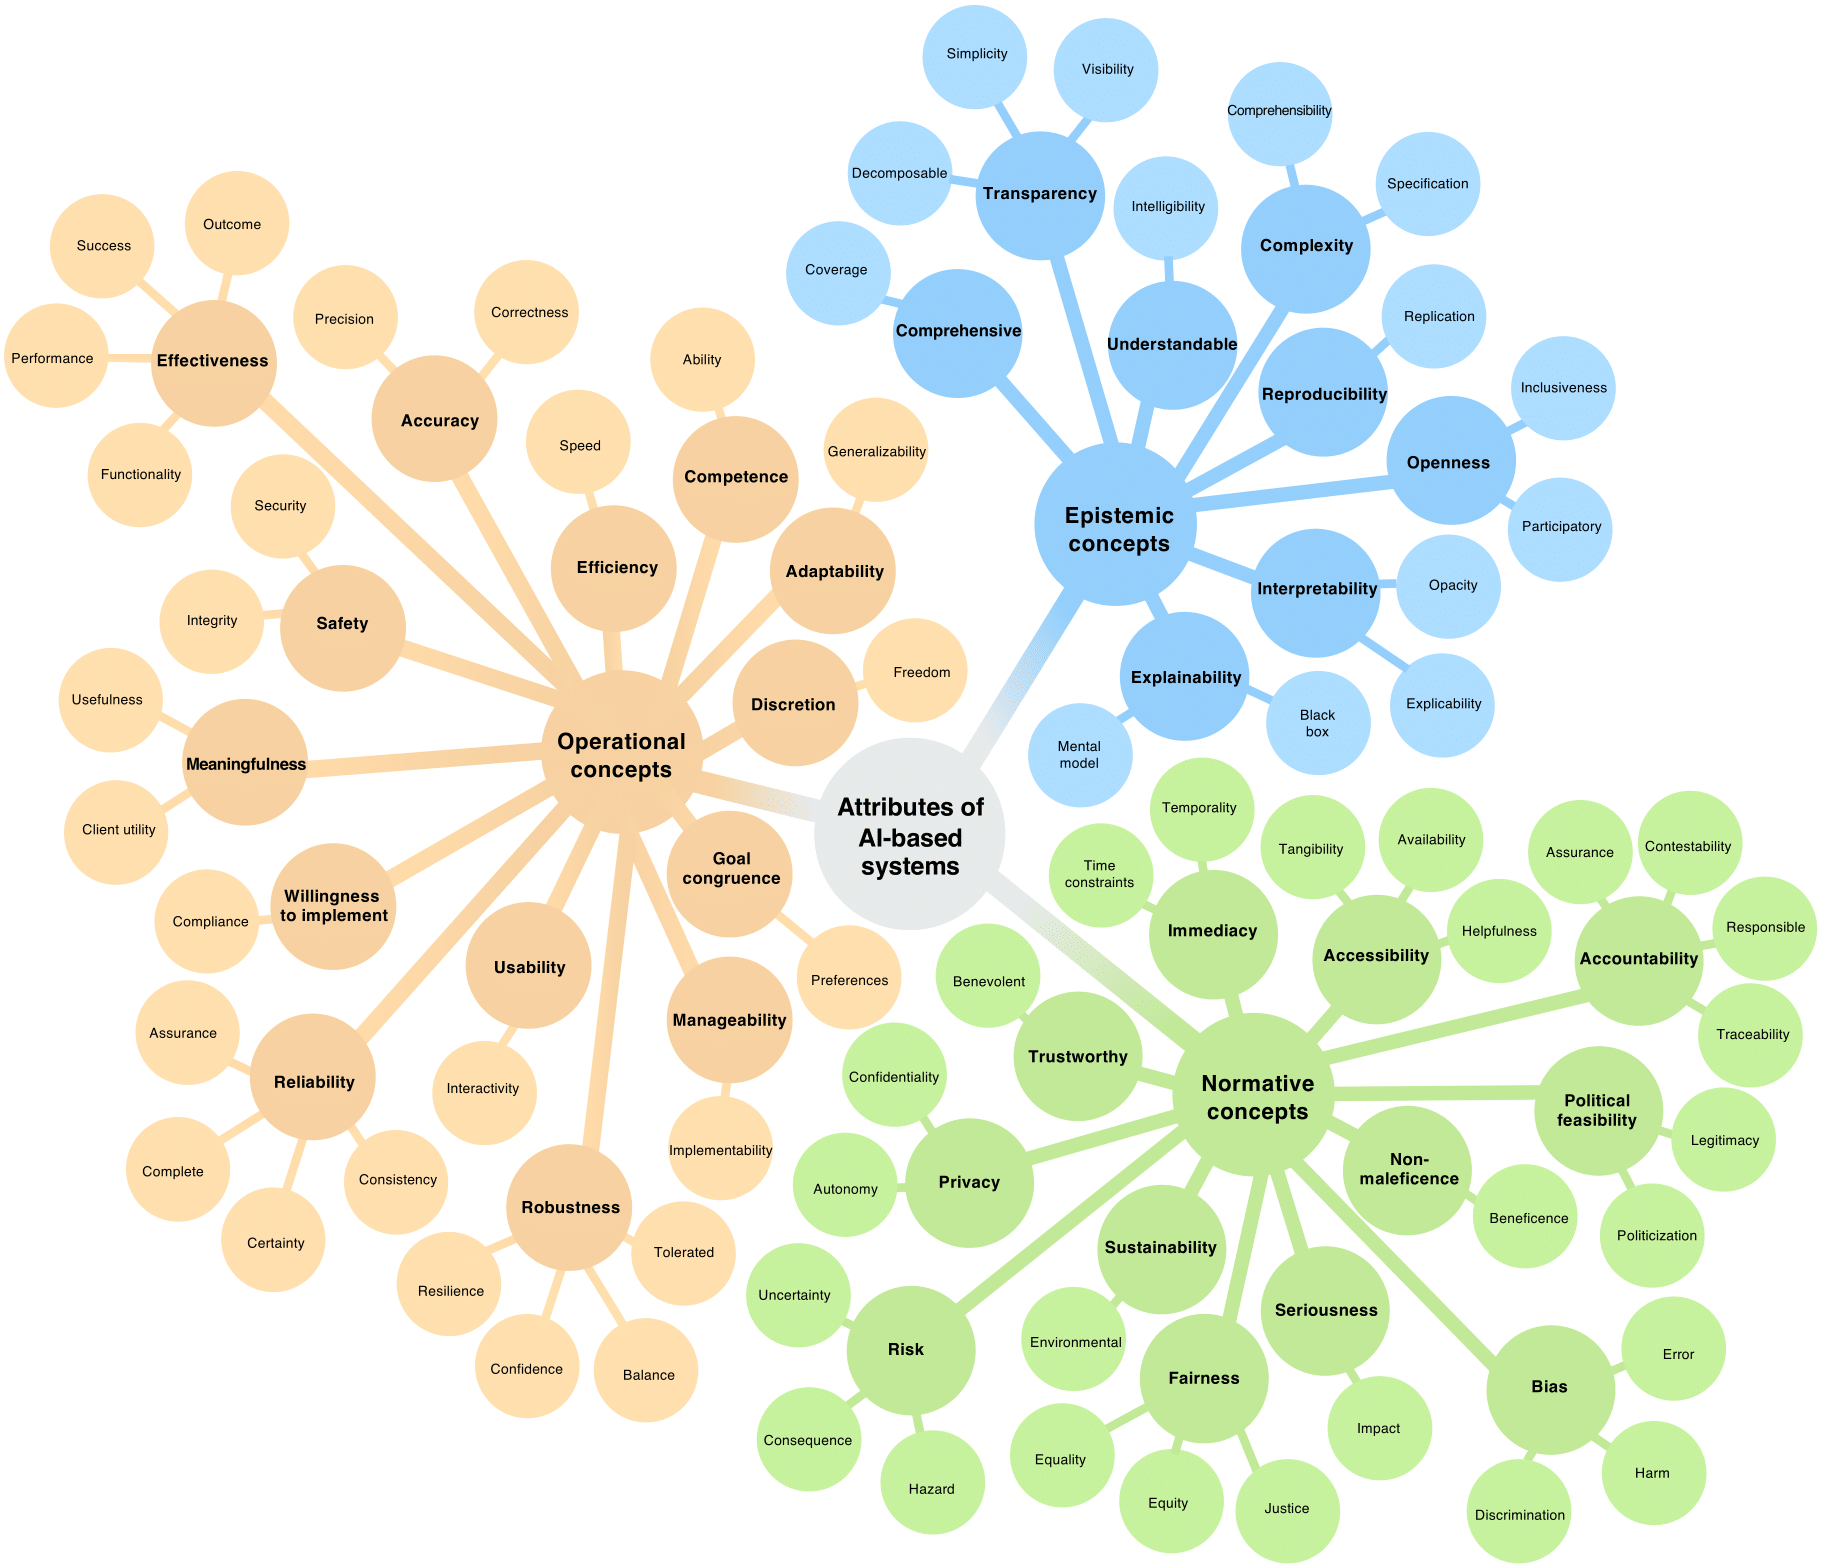 Attributes of
AI-based
systems
Epistemic
concepts
Transparency
Simplicity
Visibility
Decomposable
Comprehensive
Coverage
Understandable
Intelligibility
Complexity
Comprehensibility
Specification
Reproducibility
Replication
Openness
Inclusiveness
Participatory
Interpretability
Opacity
Explicability
Explainability
Mental
model
Black
box
Operational
concepts
Effectiveness
Success
Outcome
Performance
Functionality
Accuracy
Precision
Correctness
Efficiency
Speed
Competence
Ability
Adaptability
Generalizability
Discretion
Freedom
Safety
Security
Integrity
Meaningfulness
Usefulness
Client utility
Willingness
to implement
Compliance
Reliability
Assurance
Complete
Certainty
Consistency
Usability
Interactivity
Robustness
Resilience
Confidence
Balance
Tolerated
Manageability
Implementability
Goal
congruence
Preferences
Normative
concepts
Immediacy
Time
constraints
Temporality
Accessibility
Tangibility
Availability
Helpfulness
Accountability
Assurance
Contestability
Responsible
Traceability
Political
feasibility
Legitimacy
Politicization
Non-
maleficence
Beneficence
Trustworthy
Benevolent
Privacy
Confidentiality
Autonomy
Sustainability
Environmental
Risk
Uncertainty
Consequence
Hazard
Fairness
Equality
Equity
Justice
Seriousness
Impact
Bias
Error
Harm
Discrimination